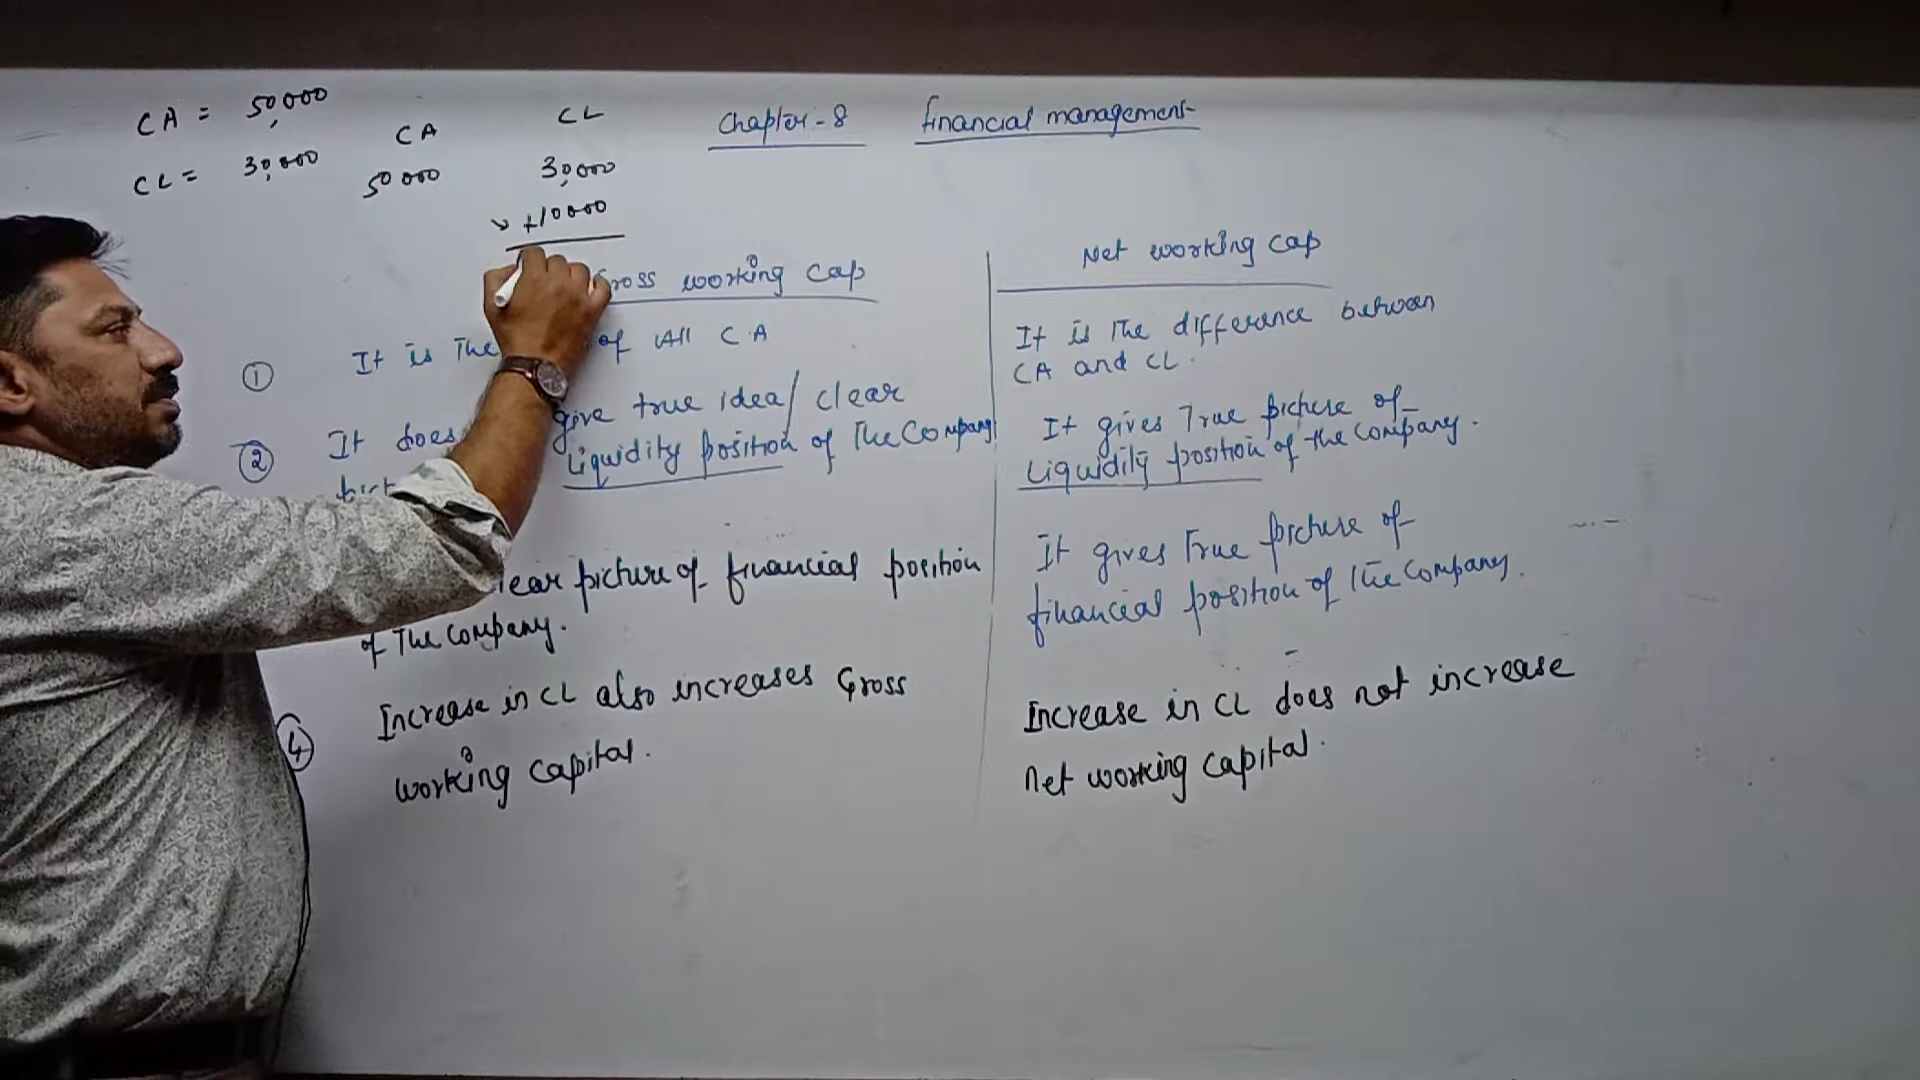 CA = 50,000
CL = 30,000
CA
50000
CL
30,000
+10000
Chapter-8 financial management
Gross working cap
① It is The of All C.A
② It does give true idea/clear
liquidity position of The Company
clear picture of financial position
of The company.
④ Increase in CL also increases Gross
working capital.
Net working cap
It is The difference between
CA and CL.
It gives True picture of
liquidity position of the company.
It gives True picture of
financial position of The Company.
Increase in CL does not increase
Net working capital.